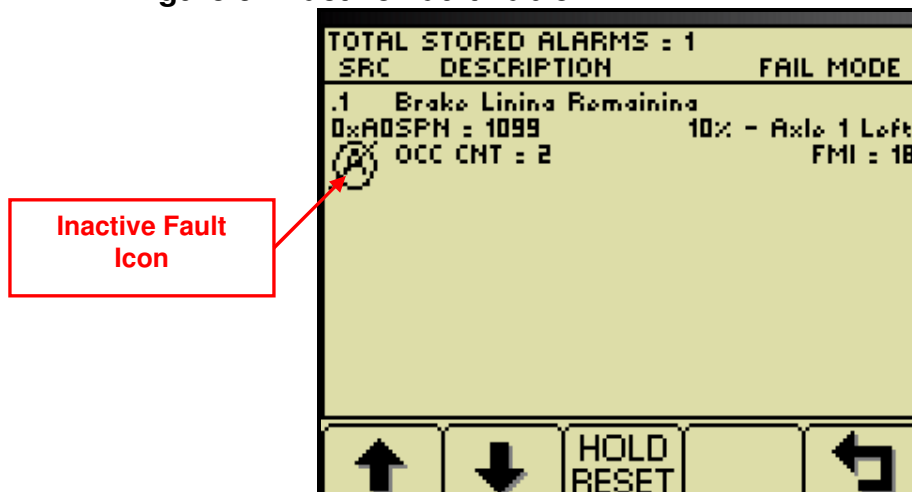 TOTAL STORED ALARMS : 1
SRC DESCRIPTION FAIL MODE
.1 Brake Lining Remaining
0xA0SPN : 1099 10% - Axle 1 Left
OCC CNT : 2 FMI : 18
Inactive Fault
Icon
HOLD
RESET